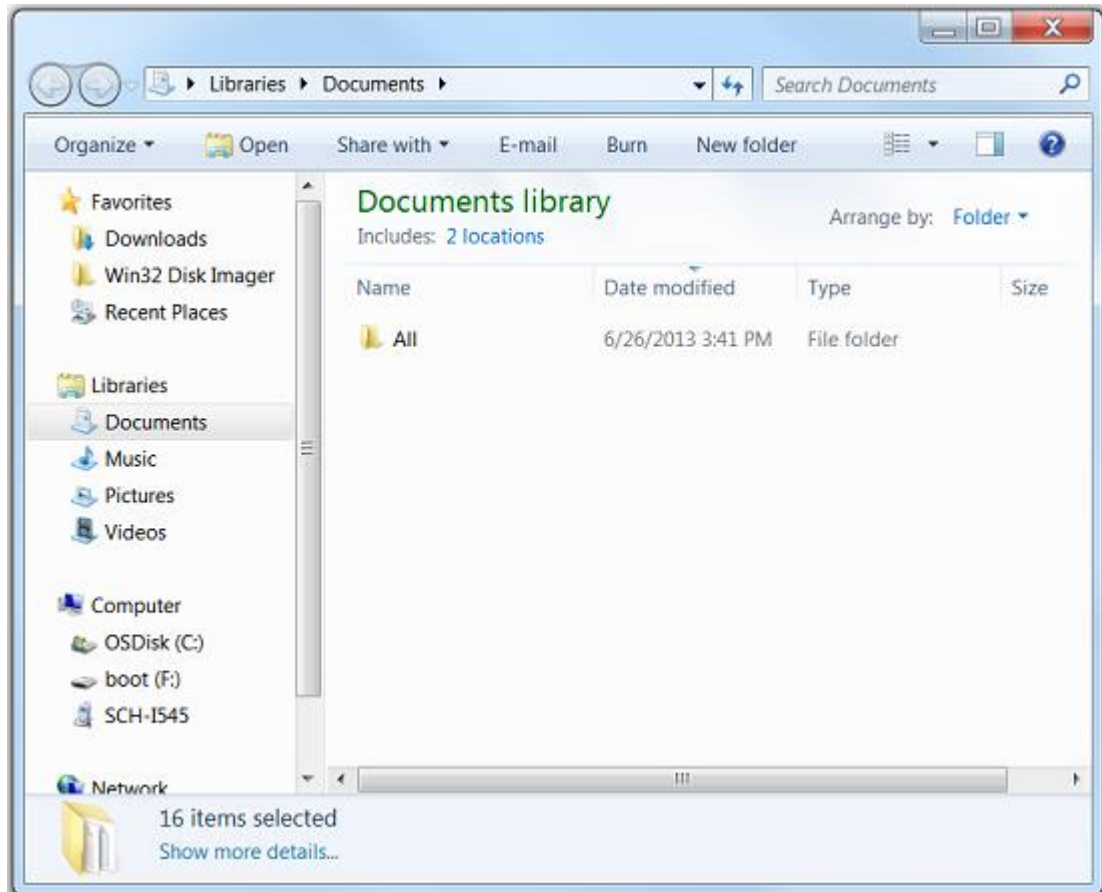 Libraries Documents
Search Documents
Organize Open Share with E-mail Burn New folder
Favorites
Downloads
Win32 Disk Imager
Recent Places
Libraries
Documents
Music
Pictures
Videos
Computer
OSDisk (C:)
boot (F:)
SCH-I545
Network
Documents library
Includes: 2 locations
Arrange by: Folder
Name Date modified Type Size
All 6/26/2013 3:41 PM File folder
16 items selected
Show more details...